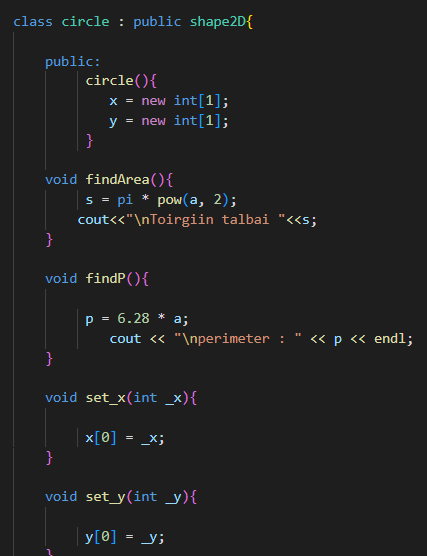 class circle : public shape2D{
public:
circle(){
x = new int[1];
y = new int[1];
}
void findArea(){
s = pi * pow(a, 2);
cout<<"\nToirgiin talbai "<<s;
}
void findP(){
p = 6.28 * a;
cout << "\nperimeter : " << p << endl;
}
void set_x(int _x){
x[0] = _x;
}
void set_y(int _y){
y[0] = _y;
}